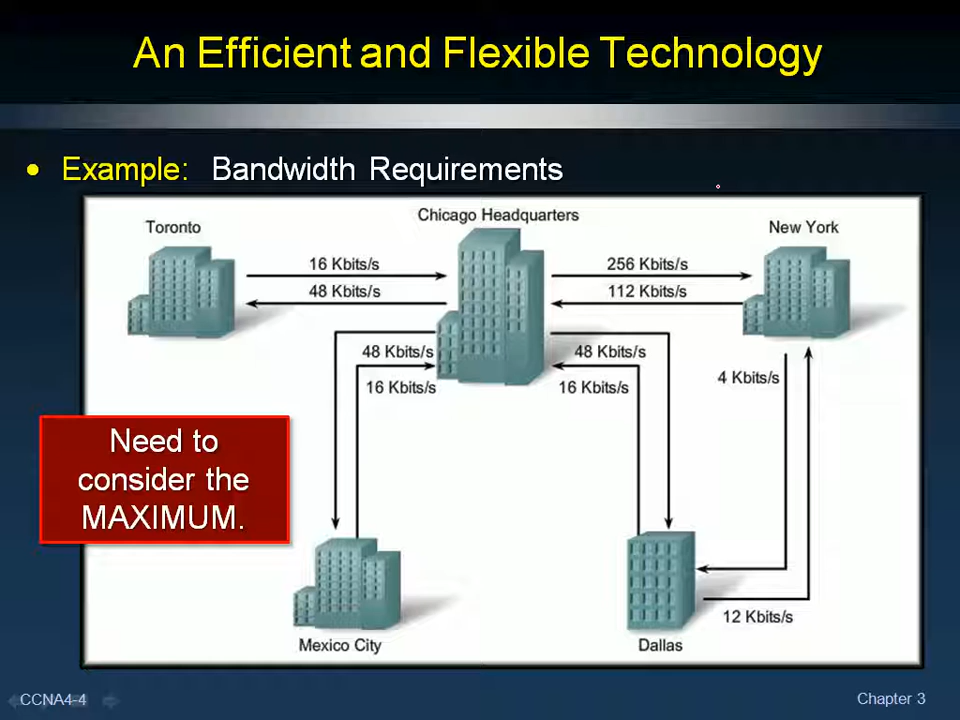 An Efficient and Flexible Technology
Example: Bandwidth Requirements
Chicago Headquarters
Toronto
New York
16 Kbits/s
256 Kbits/s
48 Kbits/s
112 Kbits/s
48 Kbits/s
48 Kbits/s
16 Kbits/s
16 Kbits/s
4 Kbits/s
Need to
consider the
MAXIMUM.
12 Kbits/s
Mexico City
Dallas
CCNA4-4
Chapter 3